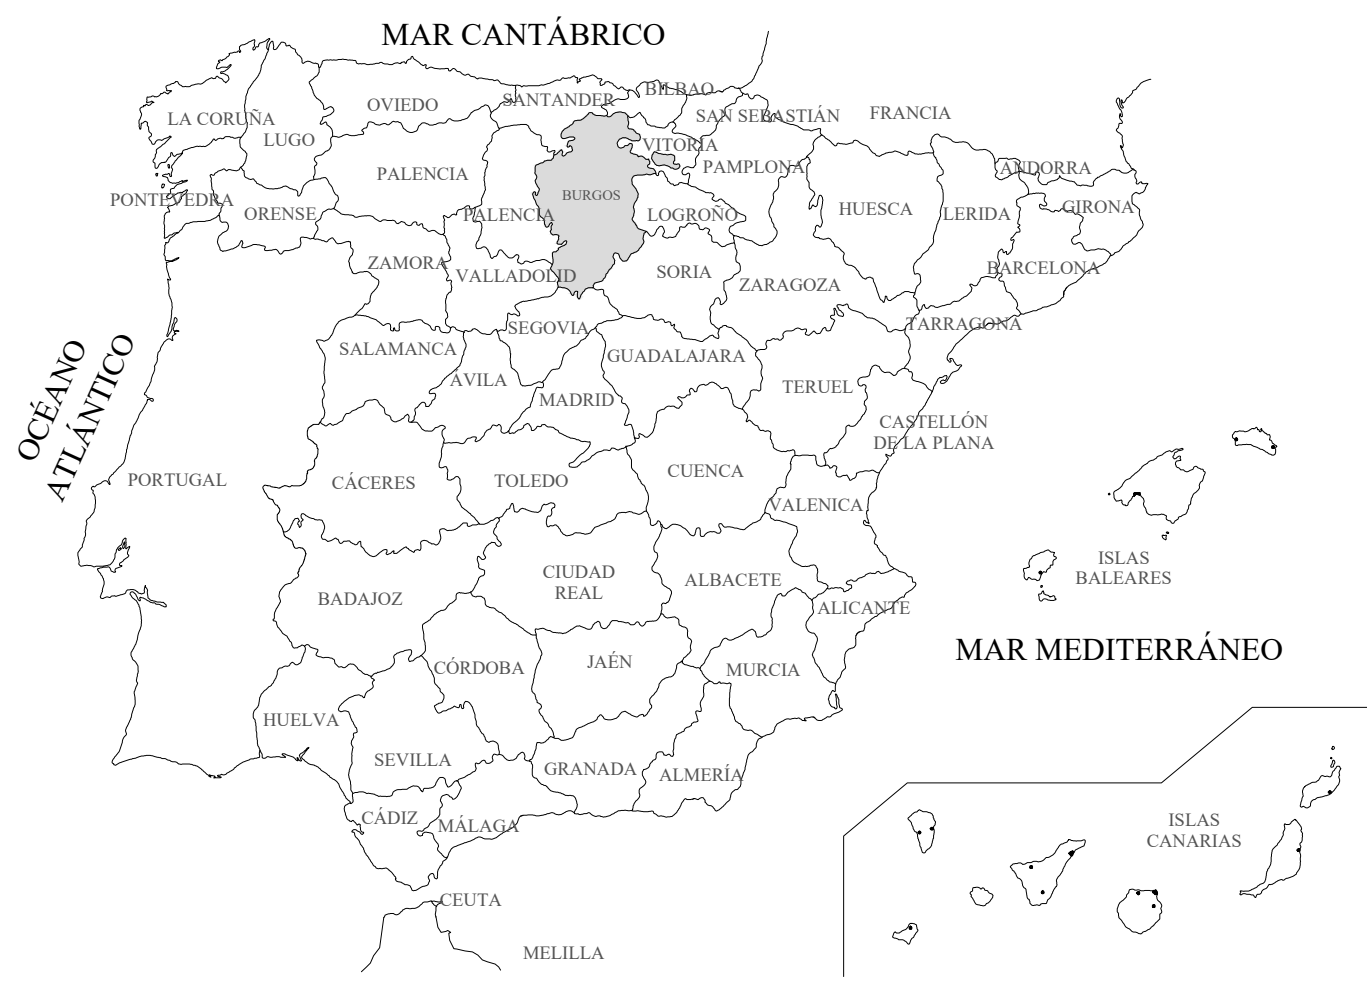 MAR CANTÁBRICO
BILBAO
SANTANDER
OVIEDO
SAN SEBASTIÁN
FRANCIA
LA CORUÑA
LUGO
VITORIA
PAMPLONA
ANDORRA
PALENCIA
PONTEVEDRA
ORENSE
PALENCIA
BURGOS
LOGROÑO
HUESCA
LERIDA
GIRONA
ZAMORA
VALLADOLID
SORIA
ZARAGOZA
BARCELONA
SEGOVIA
TARRAGONA
OCÉANO
ATLÁNTICO
SALAMANCA
ÁVILA
GUADALAJARA
MADRID
TERUEL
CASTELLÓN
DE LA PLANA
PORTUGAL
CÁCERES
TOLEDO
CUENCA
VALENICA
ISLAS
BALEARES
BADAJOZ
CIUDAD
REAL
ALBACETE
ALICANTE
MAR MEDITERRÁNEO
CÓRDOBA
JAÉN
MURCIA
HUELVA
SEVILLA
GRANADA
ALMERÍA
CÁDIZ
MÁLAGA
ISLAS
CANARIAS
CEUTA
MELILLA